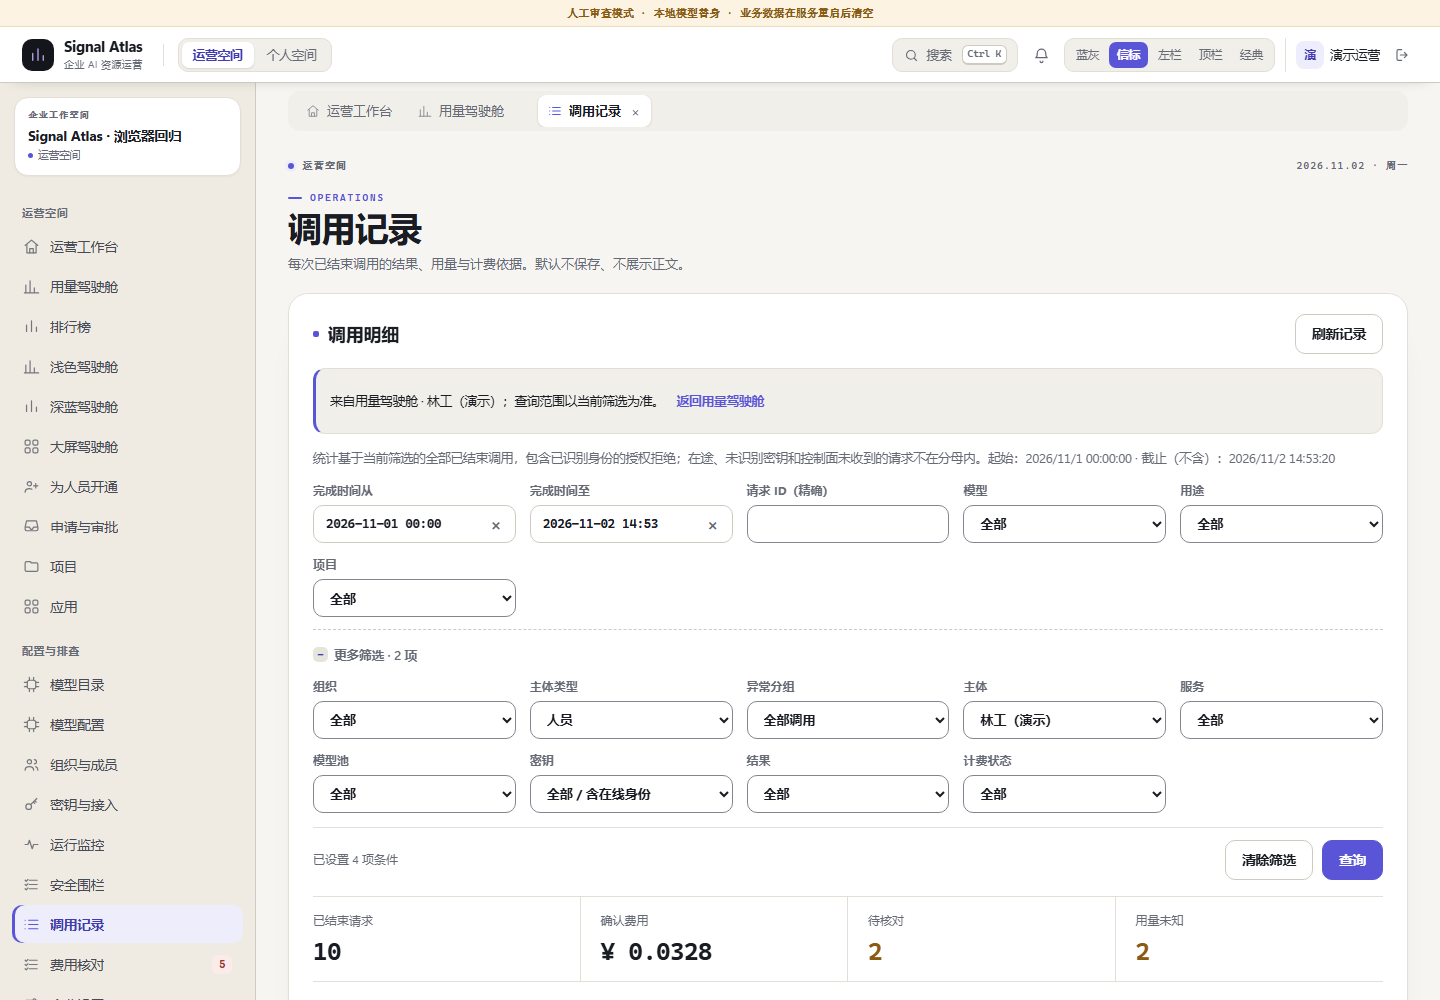 人工审查模式 · 本地模型替身 · 业务数据在服务重启后清空
Signal Atlas
企业 AI 资源运营
运营空间 个人空间
搜索 Ctrl K
蓝灰 信标 左栏 顶栏 经典
演 演示运营
企业工作空间
Signal Atlas · 浏览器回归
运营空间
运营空间
运营工作台
用量驾驶舱
排行榜
浅色驾驶舱
深蓝驾驶舱
大屏驾驶舱
为人员开通
申请与审批
项目
应用
配置与排查
模型目录
模型配置
组织与成员
密钥与接入
运行监控
安全围栏
调用记录
费用核对 5
运营工作台 用量驾驶舱 调用记录 ×
运营空间
2026.11.02 · 周一
OPERATIONS
调用记录
每次已结束调用的结果、用量与计费依据。默认不保存、不展示正文。
调用明细
刷新记录
来自用量驾驶舱 · 林工（演示）；查询范围以当前筛选为准。 返回用量驾驶舱
统计基于当前筛选的全部已结束调用，包含已识别身份的授权拒绝；在途、未识别密钥和控制面未收到的请求不在分母内。起始：2026/11/1 00:00:00 · 截止（不含）：2026/11/2 14:53:20
完成时间从 完成时间至 请求 ID（精确） 模型 用途
2026-11-01 00:00 × 2026-11-02 14:53 × 全部 全部
项目
全部
更多筛选 · 2 项
组织 主体类型 异常分组 主体 服务
全部 人员 全部调用 林工（演示） 全部
模型池 密钥 结果 计费状态
全部 全部 / 含在线身份 全部 全部
已设置 4 项条件
清除筛选 查询
已结束请求 确认费用 待核对 用量未知
10 ¥ 0.0328 2 2